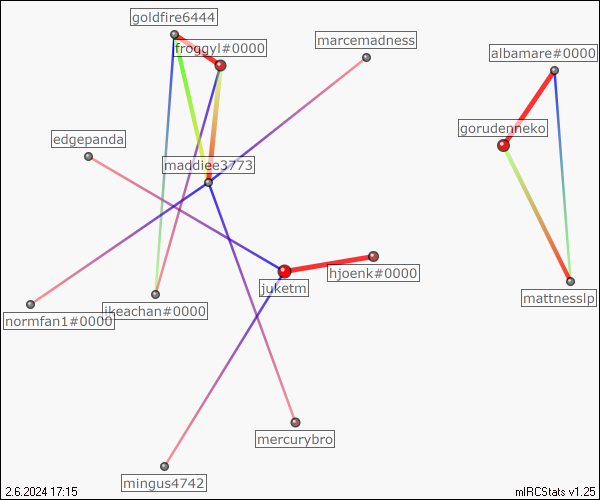 goldfire6444
froggyl#0000
marcemadness
albamare#0000
gorudenneko
edgepanda
maddiee3773
hjoenk#0000
juketm
mattnesslp
ikeachan#0000
normfan1#0000
mercurybro
mingus4742
2.6.2024 17:15
mIRCStats v1.25